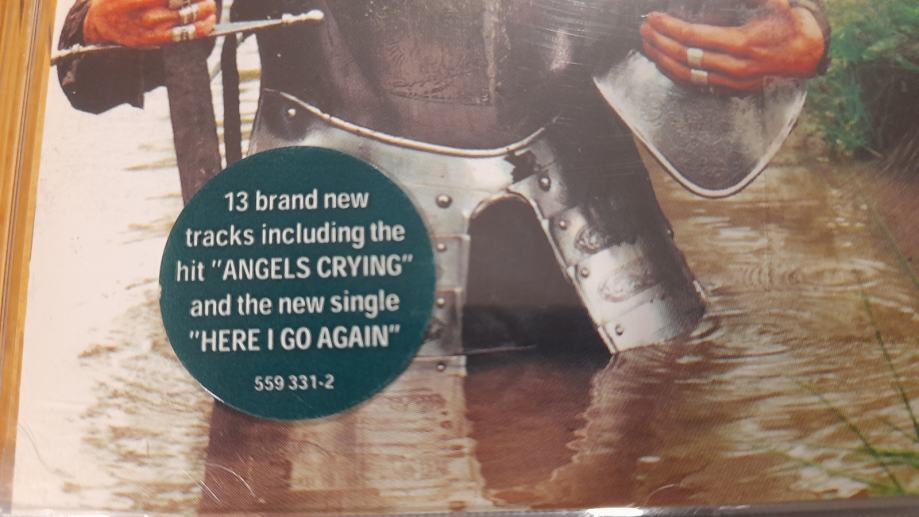 13 brand new
tracks including the
hit "ANGELS CRYING"
and the new single
"HERE I GO AGAIN"
559 331-2